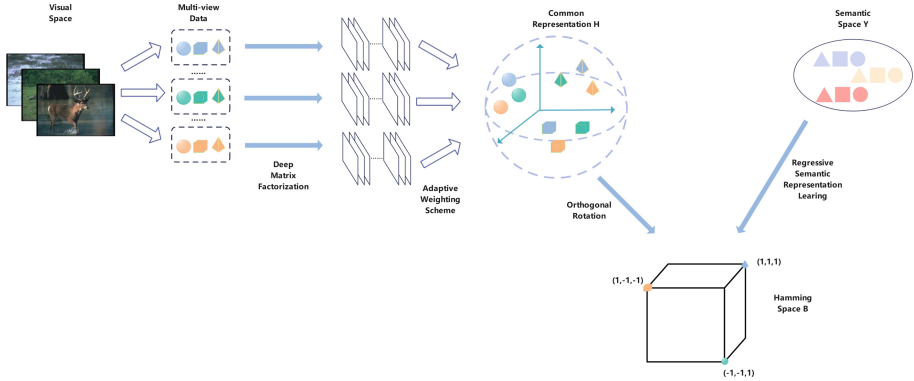 Visual
Space
Multi-view
Data
......
......
Deep
Matrix
Factorization
Adaptive
Weighting
Scheme
Common
Representation H
Orthogonal
Rotation
Semantic
Space Y
Regressive
Semantic
Representation
Learing
(1,1,1)
(1,-1,-1)
Hamming
Space B
(-1,-1,1)